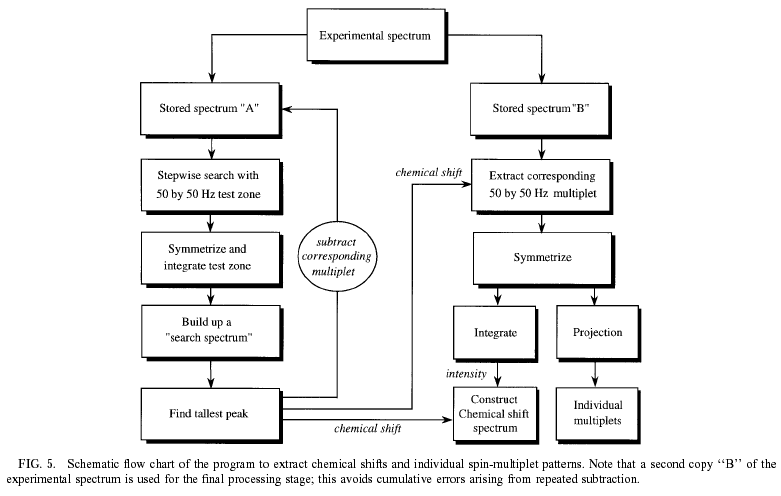 Experimental spectrum
Stored spectrum "A"
Stored spectrum "B"
Stepwise search with
50 by 50 Hz test zone
chemical shift
Extract corresponding
50 by 50 Hz multiplet
subtract
corresponding
multiplet
Symmetrize and
integrate test zone
Symmetrize
Build up a
"search spectrum"
Integrate
Projection
intensity
Find tallest peak
chemical shift
Construct
Chemical shift
spectrum
Individual
multiplets
FIG. 5. Schematic flow chart of the program to extract chemical shifts and individual spin-multiplet patterns. Note that a second copy ‘‘B’’ of the
experimental spectrum is used for the final processing stage; this avoids cumulative errors arising from repeated subtraction.